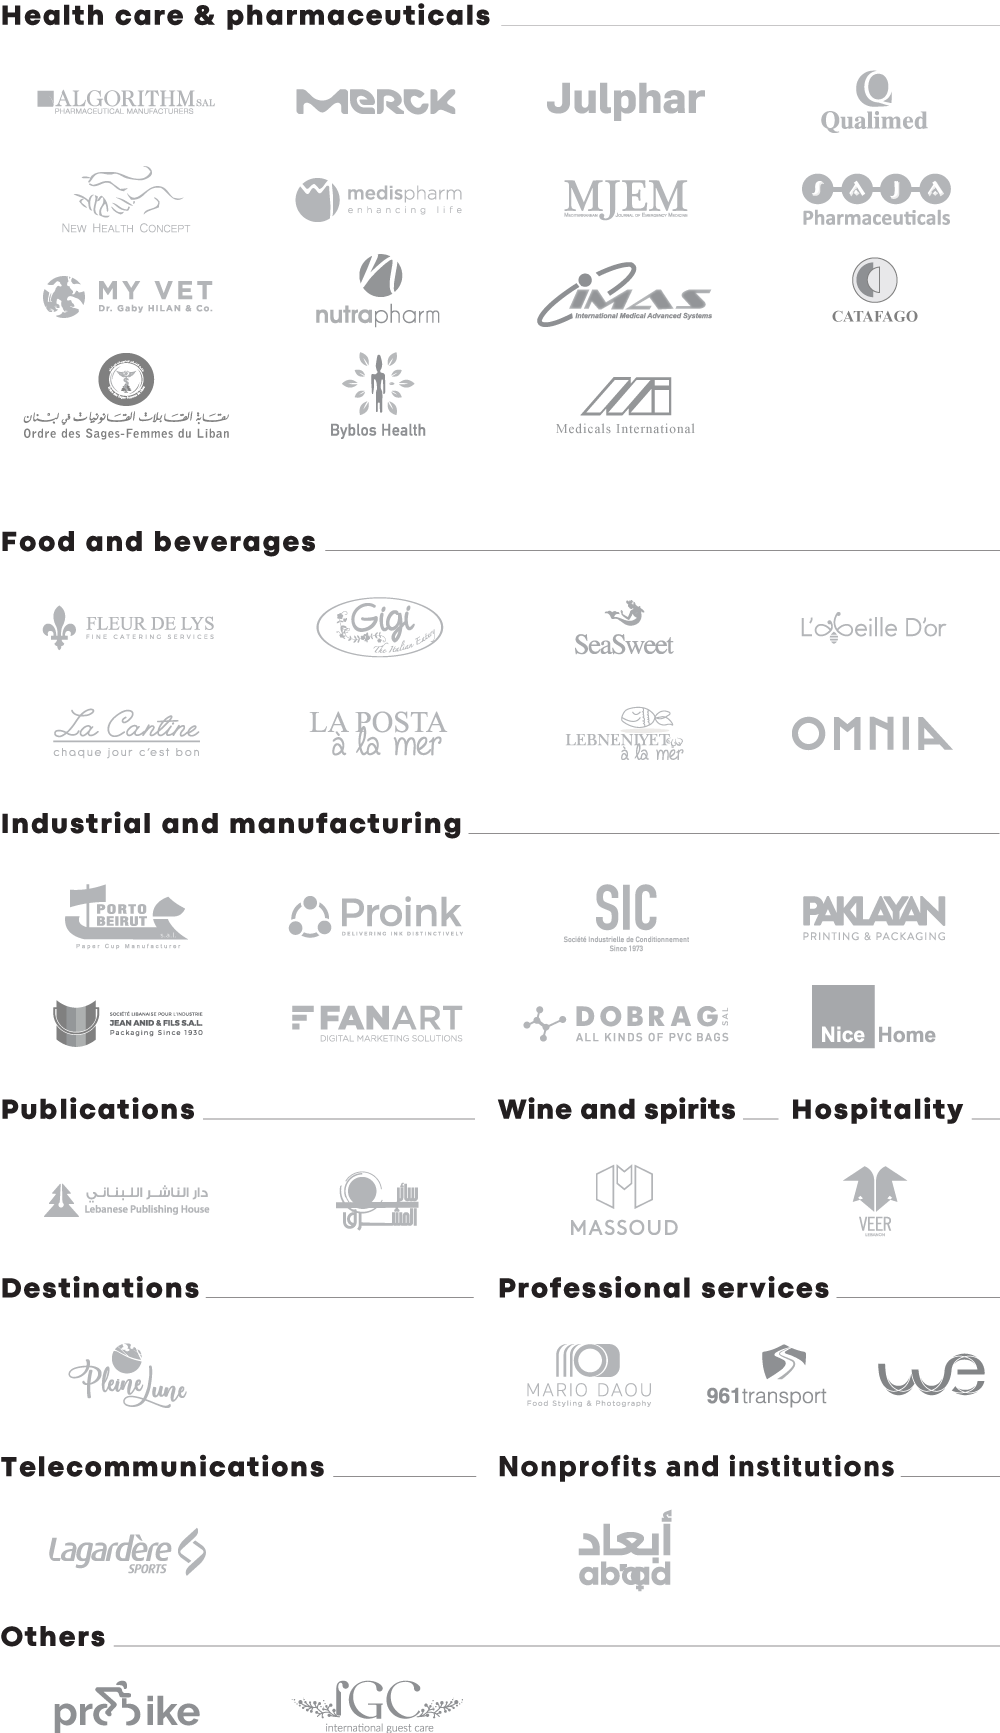 Health care & pharmaceuticals
ALGORITHM SAL
PHARMACEUTICAL MANUFACTURERS
MERCK
Julphar
Qualimed
NEW HEALTH CONCEPT
medispharm
enhancing life
MJEM
MEDITERRANEAN JOURNAL OF EMERGENCY MEDICINE
SAJA
Pharmaceuticals
MY VET
Dr. Gaby HILAN & Co.
nutrapharm
iMAS
International Medical Advanced Systems
CATAFAGO
نقابة القابلات القانونيات في لبنان
Ordre des Sages-Femmes du Liban
Byblos Health
Medicals International
Food and beverages
FLEUR DE LYS
FINE CATERING SERVICES
Gigi
The Italian Eatery
SeaSweet
L'abeille D'or
La Cantine
chaque jour c'est bon
LA POSTA
à la mer
LEBNENIYET
à la mer
OMNIA
Industrial and manufacturing
PORTO
BEIRUT
s.a.l
Paper Cup Manufacturer
Proink
DELIVERING INK DISTINCTIVELY
SIC
Société Industrielle de Conditionnement
Since 1973
PAKLAYAN
PRINTING & PACKAGING
SOCIÉTÉ LIBANAISE POUR L'INDUSTRIE
JEAN ANID & FILS S.A.L.
Packaging Since 1930
FANART
DIGITAL MARKETING SOLUTIONS
DOBRAG SAL
ALL KINDS OF PVC BAGS
Nice Home
Publications
Wine and spirits
Hospitality
دار الناشر اللبناني
Lebanese Publishing House
سائر
المشرق
MASSOUD
VEER
LEBANON
Destinations
Professional services
Pleine Lune
MARIO DAOU
Food Styling & Photography
961transport
we
Telecommunications
Nonprofits and institutions
Lagardère
SPORTS
أبعاد
abaad
Others
probike
IGC
international guest care